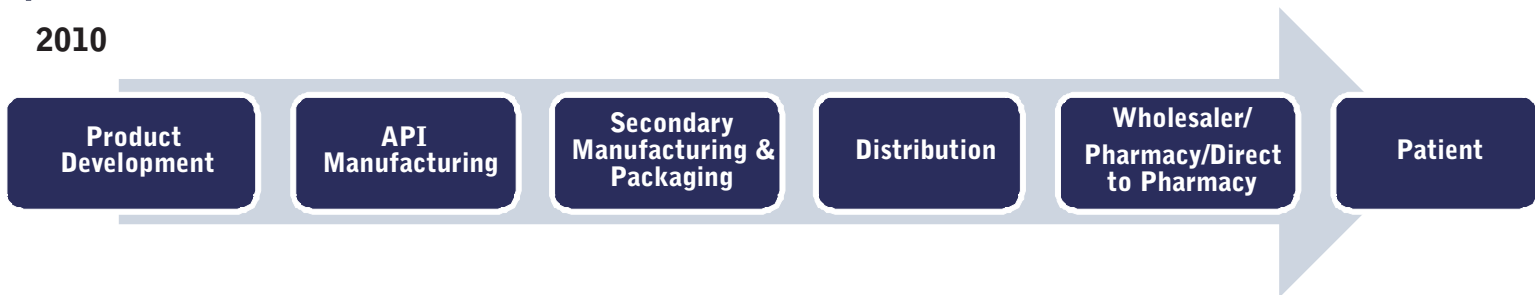 2010
Product
Development
API
Manufacturing
Secondary
Manufacturing &
Packaging
Distribution
Wholesaler/
Pharmacy/Direct
to Pharmacy
Patient